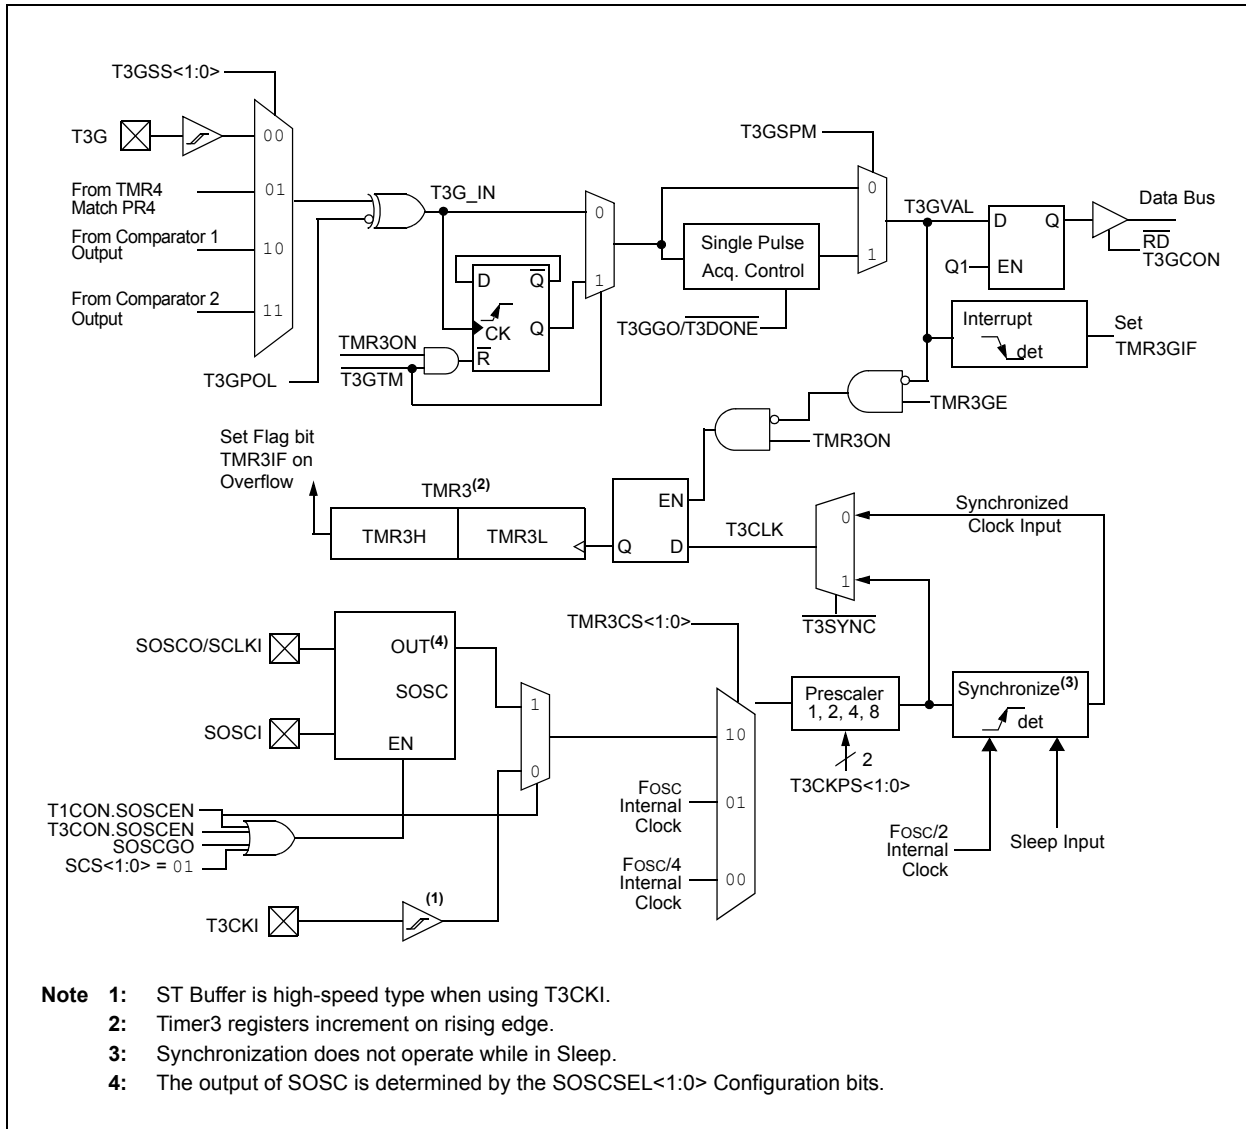 T3GSS<1:0>
T3G
00
T3GSPM
From TMR4
Match PR4
01
T3G_IN
0
0
T3GVAL
D
Q
Data Bus
From Comparator 1
Output
10
Single Pulse
Acq. Control
1
RD
T3GCON
Q1
EN
D
Q
1
From Comparator 2
Output
11
CK
Q
T3GGO/T3DONE
Interrupt
det
Set
TMR3GIF
TMR3ON
R
T3GPOL
T3GTM
TMR3GE
TMR3ON
Set Flag bit
TMR3IF on
Overflow
TMR3(2)
EN
Synchronized
Clock Input
TMR3H
TMR3L
Q
D
T3CLK
0
1
T3SYNC
TMR3CS<1:0>
SOSCO/SCLKI
OUT(4)
SOSC
Prescaler
1, 2, 4, 8
Synchronize(3)
det
SOSCI
EN
1
10
2
T3CKPS<1:0>
0
FOSC
Internal
Clock
01
T1CON.SOSCEN
T3CON.SOSCEN
SOSCGO
SCS<1:0> = 01
FOSC/2
Internal
Clock
Sleep Input
FOSC/4
Internal
Clock
00
(1)
T3CKI
Note 1: ST Buffer is high-speed type when using T3CKI.
2: Timer3 registers increment on rising edge.
3: Synchronization does not operate while in Sleep.
4: The output of SOSC is determined by the SOSCSEL<1:0> Configuration bits.